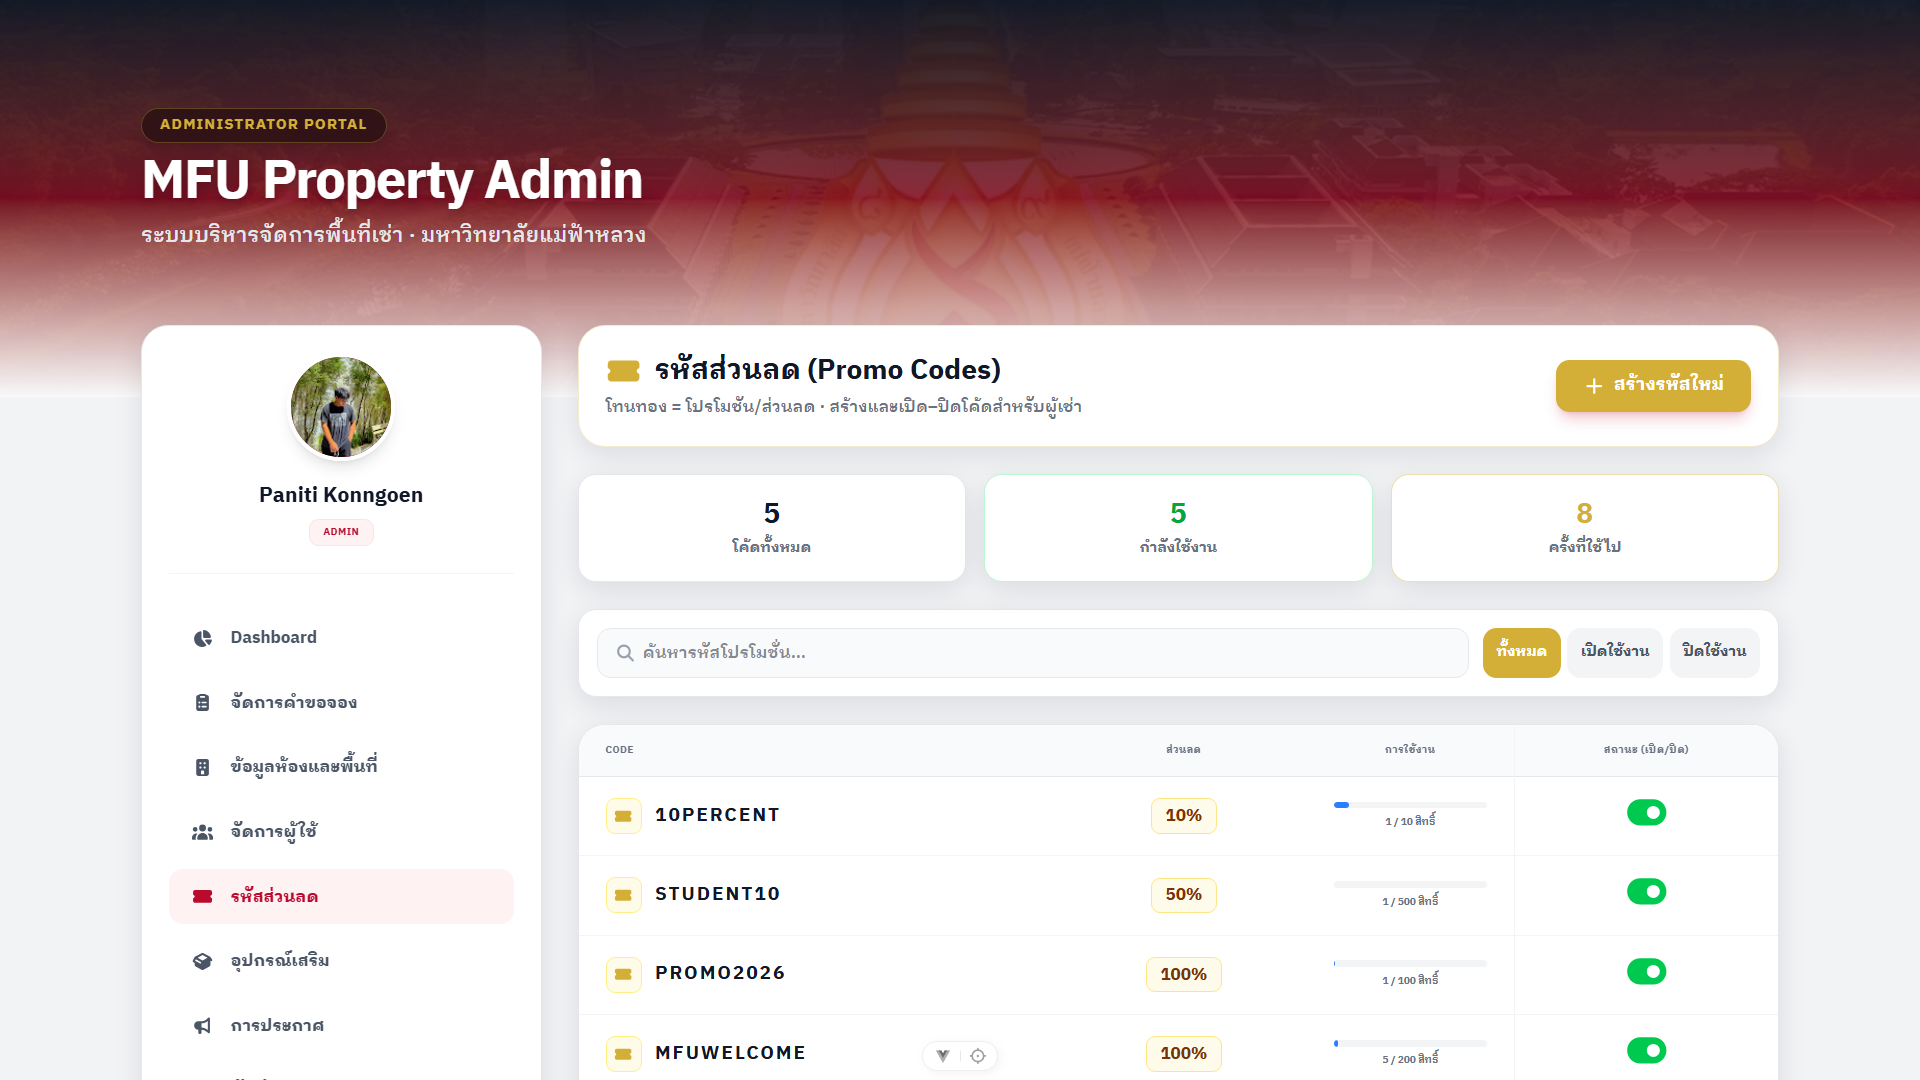 ADMINISTRATOR PORTAL
MFU Property Admin
ระบบบริหารจัดการพื้นที่เช่า · มหาวิทยาลัยแม่ฟ้าหลวง
Paniti Konngoen
ADMIN
Dashboard
จัดการคำขอจอง
ข้อมูลห้องและพื้นที่
จัดการผู้ใช้
รหัสส่วนลด
อุปกรณ์เสริม
การประกาศ
รหัสส่วนลด (Promo Codes)
โทนทอง = โปรโมชัน/ส่วนลด · สร้างและเปิด–ปิดโค้ดสำหรับผู้เช่า
สร้างรหัสใหม่
5
โค้ดทั้งหมด
5
กำลังใช้งาน
8
ครั้งที่ใช้ไป
ค้นหารหัสโปรโมชั่น...
ทั้งหมด
เปิดใช้งาน
ปิดใช้งาน
CODE ส่วนลด การใช้งาน สถานะ (เปิด/ปิด)
10PERCENT 10% 1 / 10 สิทธิ์
STUDENT10 50% 1 / 500 สิทธิ์
PROMO2026 100% 1 / 100 สิทธิ์
MFUWELCOME 100% 5 / 200 สิทธิ์